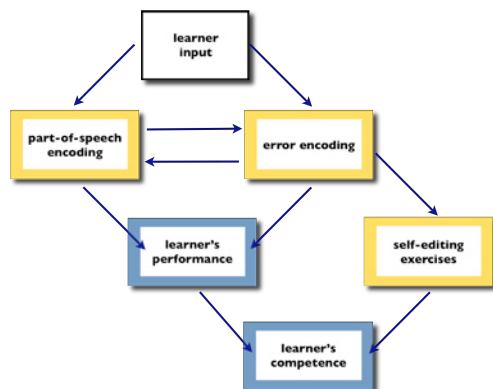 learner
input
part-of-speech
encoding
error encoding
learner's
performance
self-editing
exercises
learner's
competence